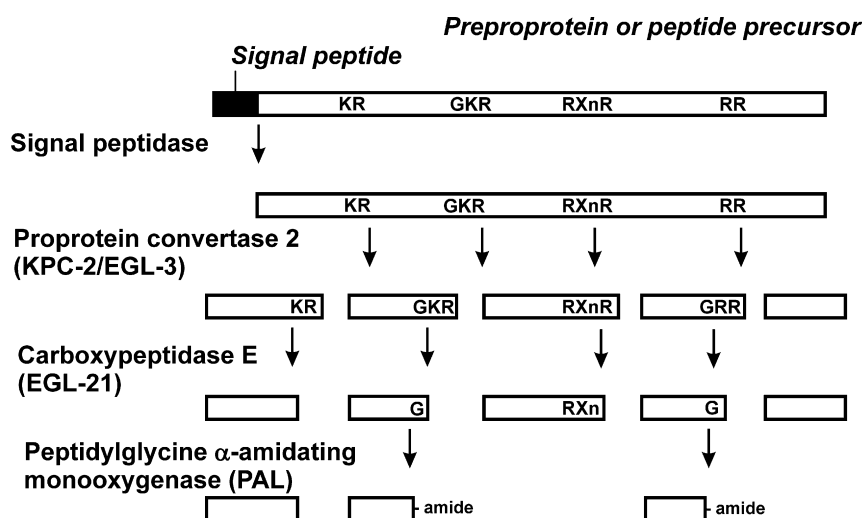 Preproprotein or peptide precursor
Signal peptide
KR GKR RXnR RR
Signal peptidase
KR GKR RXnR RR
Proprotein convertase 2
(KPC-2/EGL-3)
KR GKR RXnR GRR
Carboxypeptidase E
(EGL-21)
G RXn G
Peptidylglycine α-amidating
monooxygenase (PAL)
amide amide